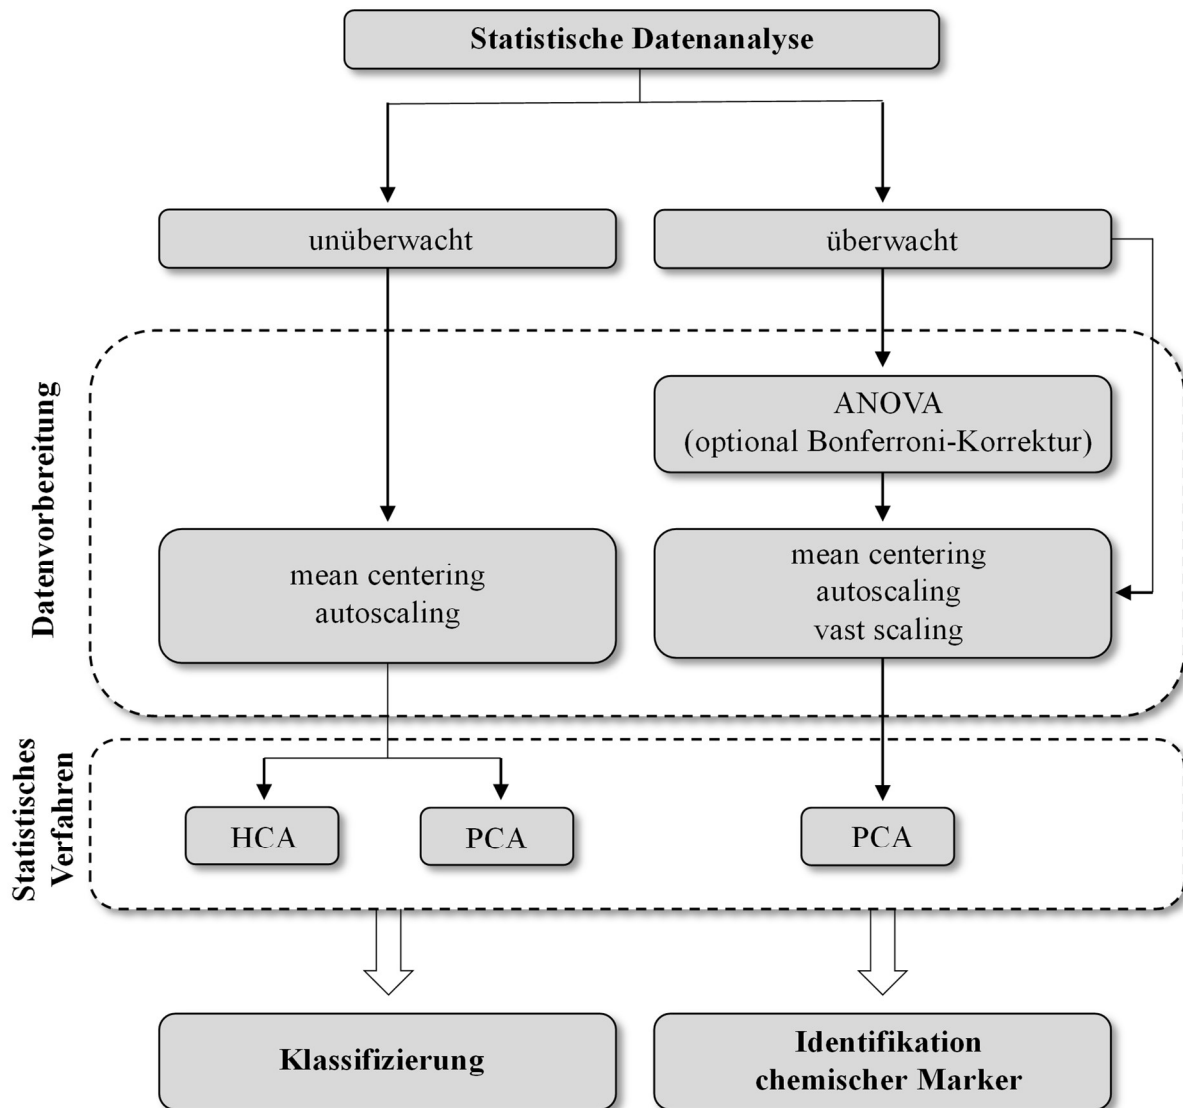 Statistische Datenanalyse
unüberwacht
überwacht
Datenvorbereitung
ANOVA
(optional Bonferroni-Korrektur)
mean centering
autoscaling
mean centering
autoscaling
vast scaling
Statistisches
Verfahren
HCA
PCA
PCA
Klassifizierung
Identifikation
chemischer Marker